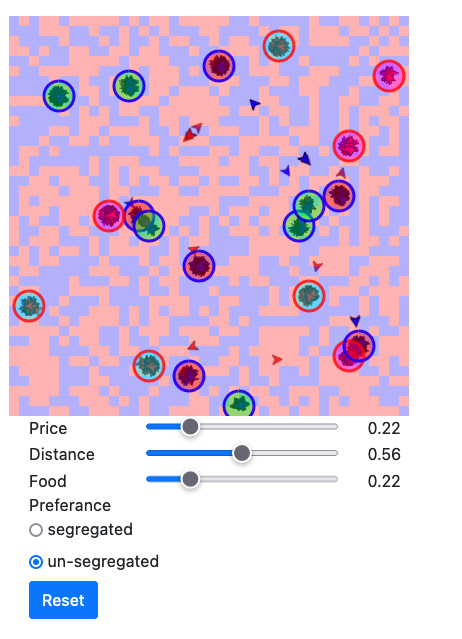 Price 0.22
Distance 0.56
Food 0.22
Preferance
segregated
un-segregated
Reset